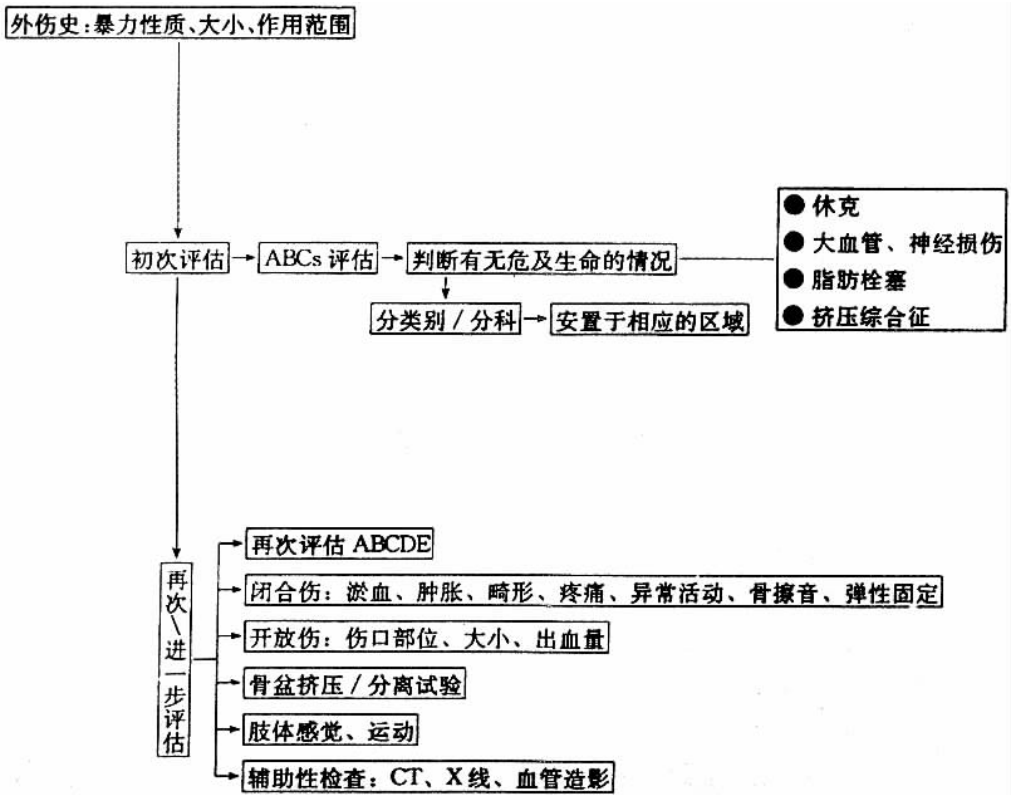 外伤史:暴力性质、大小、作用范围
初次评估
ABCs 评估
判断有无危及生命的情况
● 休克
● 大血管、神经损伤
● 脂肪栓塞
● 挤压综合征
分类别/分科
安置于相应的区域
再次\进一步评估
再次评估 ABCDE
闭合伤:淤血、肿胀、畸形、疼痛、异常活动、骨擦音、弹性固定
开放伤:伤口部位、大小、出血量
骨盆挤压/分离试验
肢体感觉、运动
辅助性检查:CT、X线、血管造影